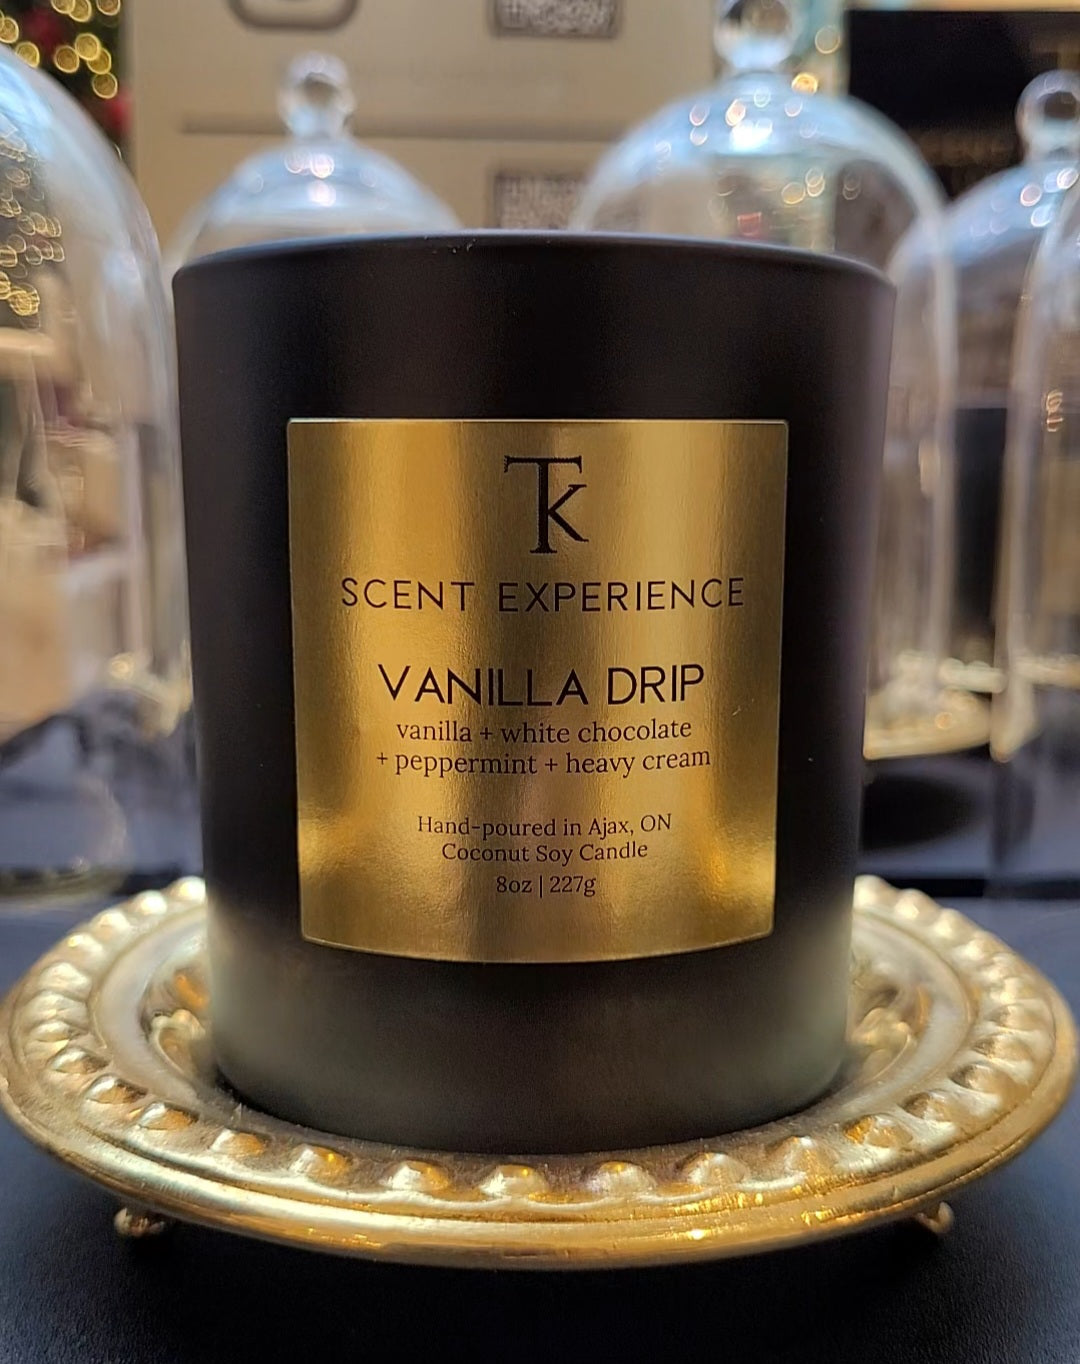 Tk
SCENT EXPERIENCE
VANILLA DRIP
vanilla + white chocolate
+ peppermint + heavy cream
Hand-poured in Ajax, ON
Coconut Soy Candle
8oz | 227g